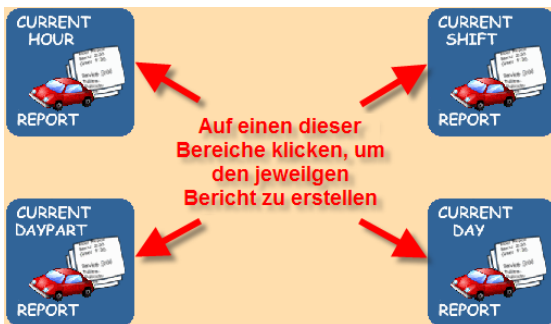 CURRENT
HOUR
REPORT
CURRENT
SHIFT
REPORT
Auf einen dieser
Bereiche klicken, um
den jeweilgen
Bericht zu erstellen
CURRENT
DAYPART
REPORT
CURRENT
DAY
REPORT